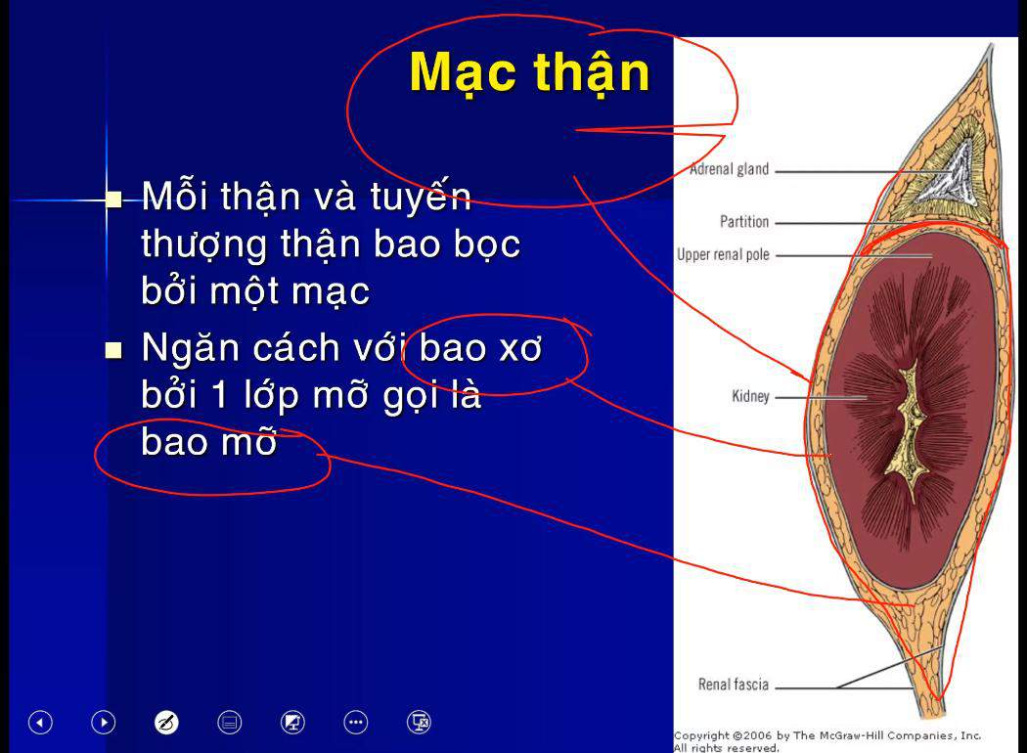 Mạc thận
Mỗi thận và tuyến
thượng thận bao bọc
bởi một mạc
Ngăn cách với bao xơ
bởi 1 lớp mỡ gọi là
bao mỡ
Adrenal gland
Partition
Upper renal pole
Kidney
Renal fascia
Copyright ©2006 by The McGraw-Hill Companies, Inc.
All rights reserved.